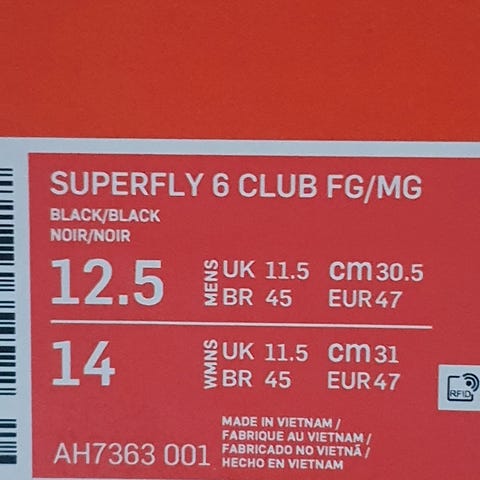 SUPERFLY 6 CLUB FG/MG
BLACK/BLACK
NOIR/NOIR
12.5 MENS UK 11.5 cm 30.5
BR 45 EUR 47
14 WMNS UK 11.5 cm 31
BR 45 EUR 47
RFID
AH7363 001
MADE IN VIETNAM /
FABRIQUE AU VIETNAM /
FABRICADO NO VIETNÃ /
HECHO EN VIETNAM